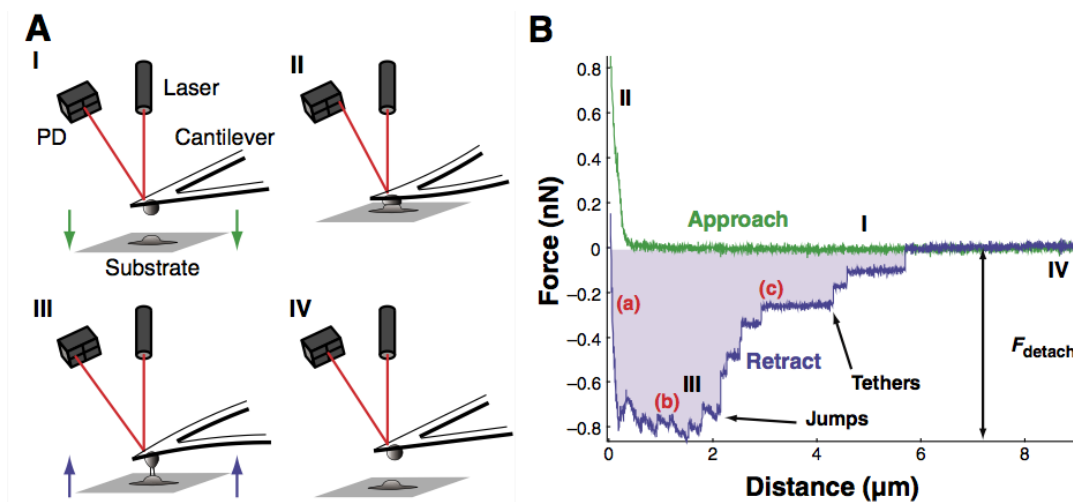 A
I
Laser
PD
Cantilever
Substrate
II
III
IV
B
Force (nN)
0.8
0.6
0.4
0.2
0
−0.2
−0.4
−0.6
−0.8
II
Approach
I
IV
(a)
(c)
(b)
III
Retract
Tethers
Jumps
Fdetach
0
2
4
6
8
Distance (µm)